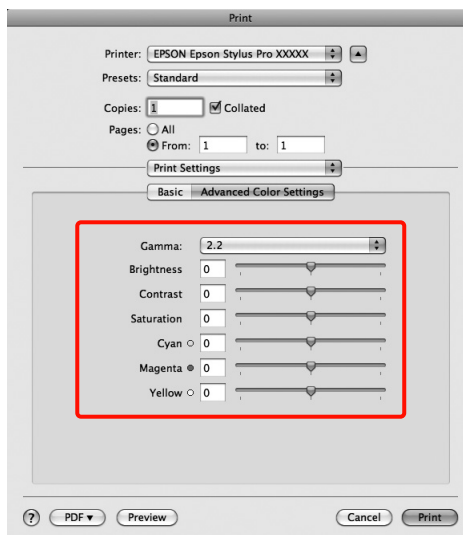 Print
Printer: EPSON Epson Stylus Pro XXXXX
Presets: Standard
Copies: 1 Collated
Pages: All
From: 1 to: 1
Print Settings
Basic Advanced Color Settings
Gamma: 2.2
Brightness 0
Contrast 0
Saturation 0
Cyan 0
Magenta 0
Yellow 0
? PDF Preview Cancel Print